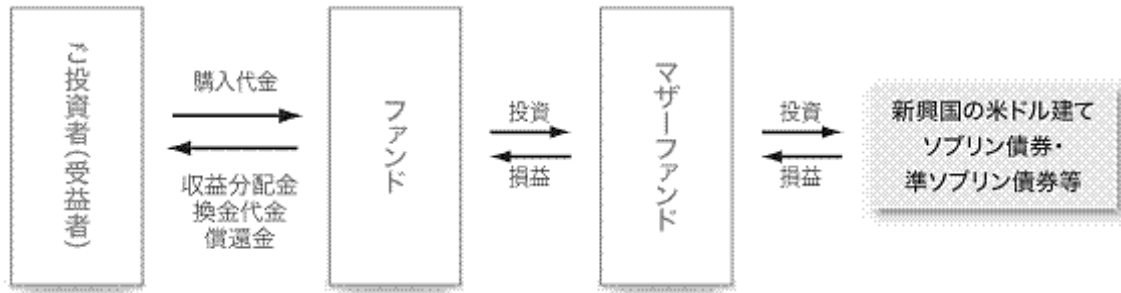 ご投資者(受益者)
購入代金
収益分配金
換金代金
償還金
ファンド
投資
損益
マザーファンド
投資
損益
新興国の米ドル建て
ソブリン債券・
準ソブリン債券等